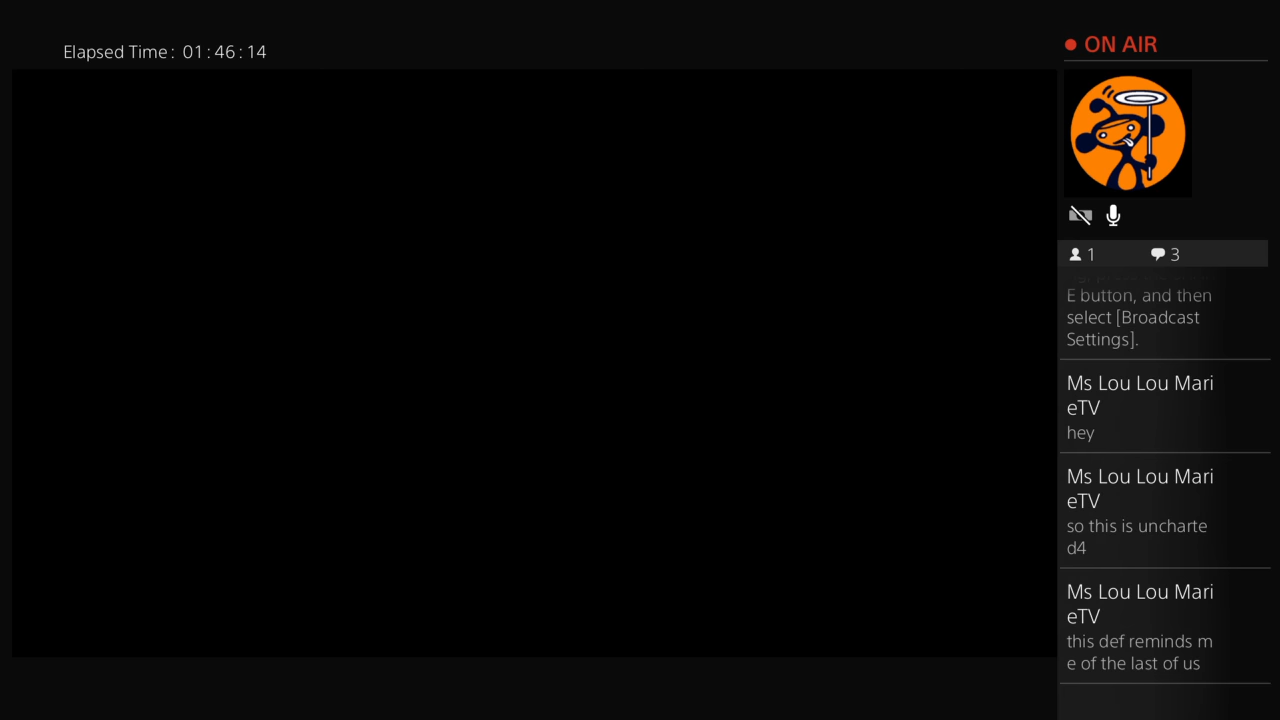 Elapsed Time: 01:46:14
ON AIR
1 3
E button, and then
select [Broadcast
Settings].
Ms Lou Lou Mari
eTV
hey
Ms Lou Lou Mari
eTV
so this is uncharte
d4
Ms Lou Lou Mari
eTV
this def reminds m
e of the last of us